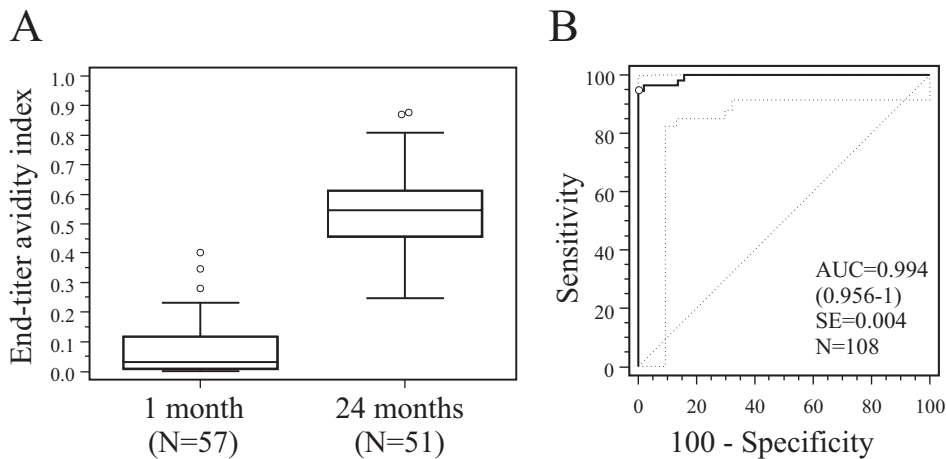 A
End-titer avidity index
1.0
0.9
0.8
0.7
0.6
0.5
0.4
0.3
0.2
0.1
0.0
1 month
(N=57)
24 months
(N=51)
B
Sensitivity
100
80
60
40
20
0
AUC=0.994
(0.956-1)
SE=0.004
N=108
0 20 40 60 80 100
100 - Specificity